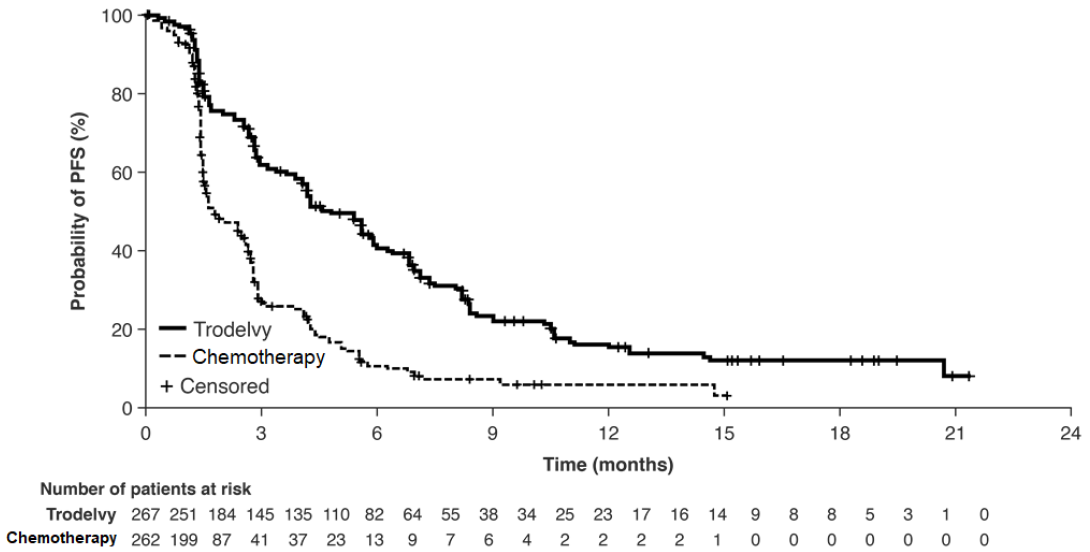 Probability of PFS (%)
100
80
60
40
20
0
Trodelvy
Chemotherapy
Censored
0 3 6 9 12 15 18 21 24
Time (months)
Number of patients at risk
Trodelvy 267 251 184 145 135 110 82 64 55 38 34 25 23 17 16 14 9 8 8 5 3 1 0
Chemotherapy 262 199 87 41 37 23 13 9 7 6 4 2 2 2 2 1 0 0 0 0 0 0 0